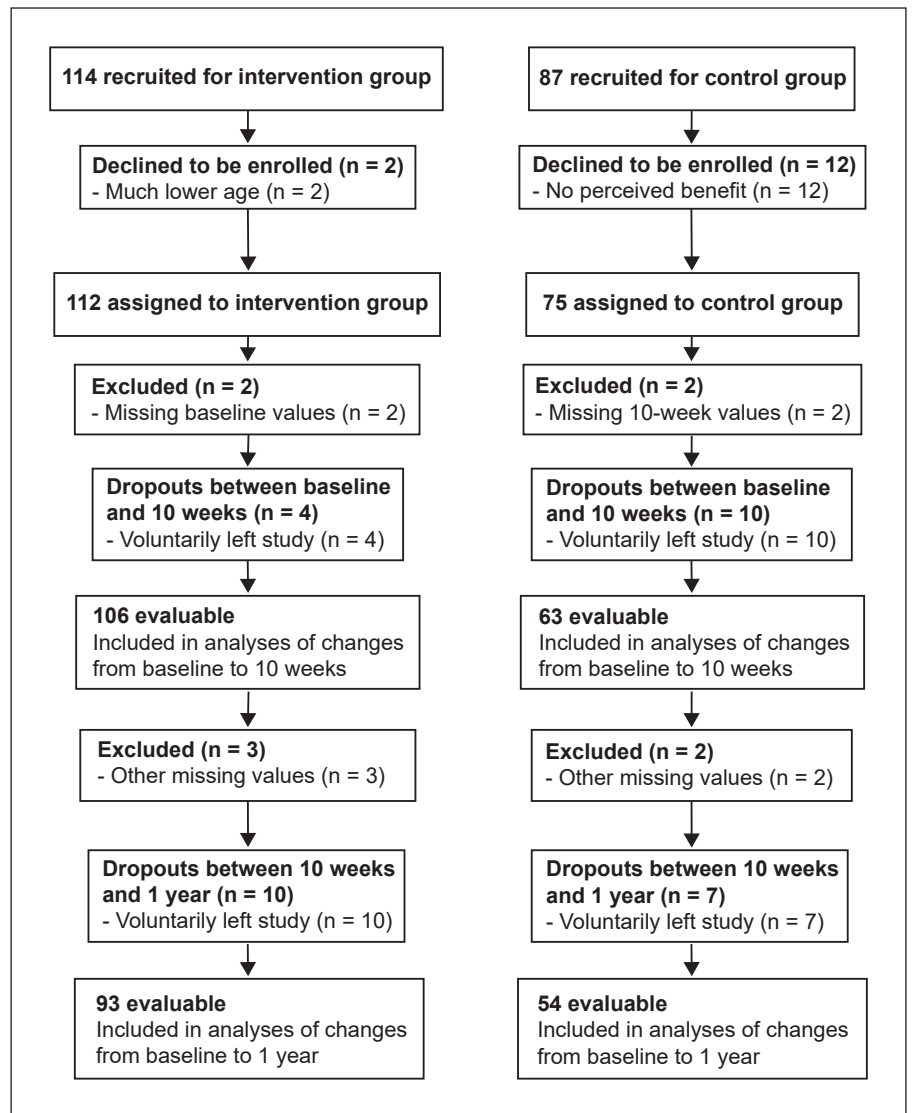 114 recruited for intervention group
Declined to be enrolled (n = 2)
- Much lower age (n = 2)
112 assigned to intervention group
Excluded (n = 2)
- Missing baseline values (n = 2)
Dropouts between baseline
and 10 weeks (n = 4)
- Voluntarily left study (n = 4)
106 evaluable
Included in analyses of changes
from baseline to 10 weeks
Excluded (n = 3)
- Other missing values (n = 3)
Dropouts between 10 weeks
and 1 year (n = 10)
- Voluntarily left study (n = 10)
93 evaluable
Included in analyses of changes
from baseline to 1 year
87 recruited for control group
Declined to be enrolled (n = 12)
- No perceived benefit (n = 12)
75 assigned to control group
Excluded (n = 2)
- Missing 10-week values (n = 2)
Dropouts between baseline
and 10 weeks (n = 10)
- Voluntarily left study (n = 10)
63 evaluable
Included in analyses of changes
from baseline to 10 weeks
Excluded (n = 2)
- Other missing values (n = 2)
Dropouts between 10 weeks
and 1 year (n = 7)
- Voluntarily left study (n = 7)
54 evaluable
Included in analyses of changes
from baseline to 1 year